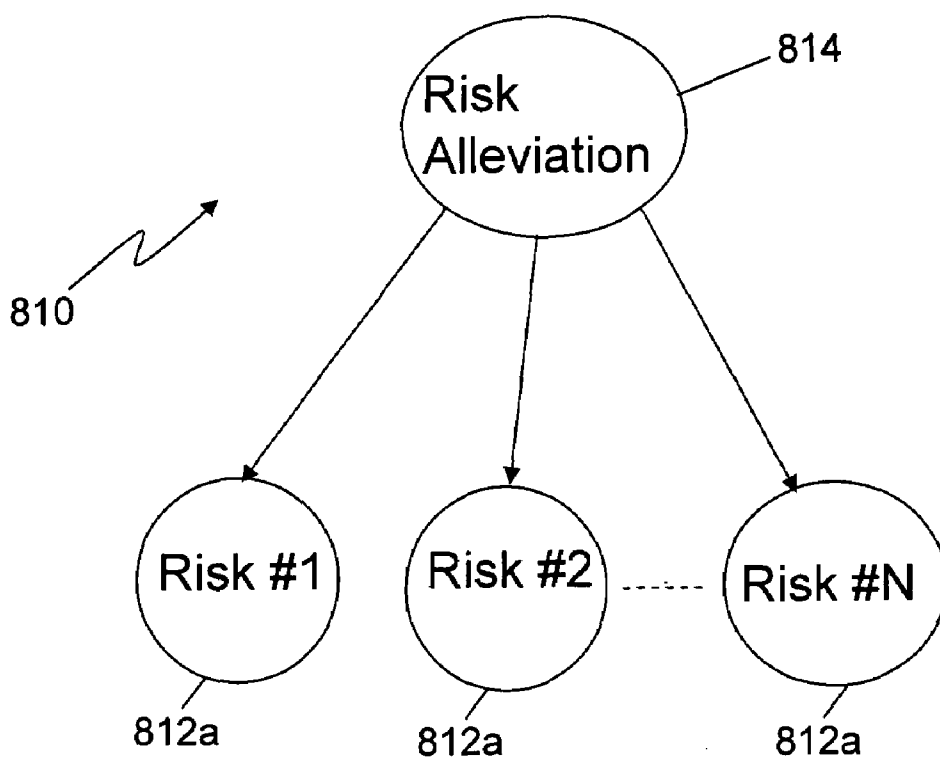 814
Risk
Alleviation
810
Risk #1
Risk #2
Risk #N
812a
812a
812a